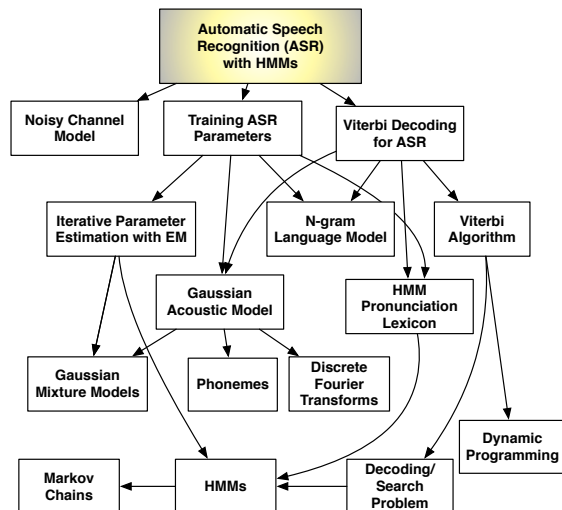 Automatic Speech
Recognition (ASR)
with HMMs
Noisy Channel
Model
Training ASR
Parameters
Viterbi Decoding
for ASR
Iterative Parameter
Estimation with EM
N-gram
Language Model
Viterbi
Algorithm
Gaussian
Acoustic Model
HMM
Pronunciation
Lexicon
Gaussian
Mixture Models
Phonemes
Discrete
Fourier
Transforms
Dynamic
Programming
Markov
Chains
HMMs
Decoding/
Search
Problem